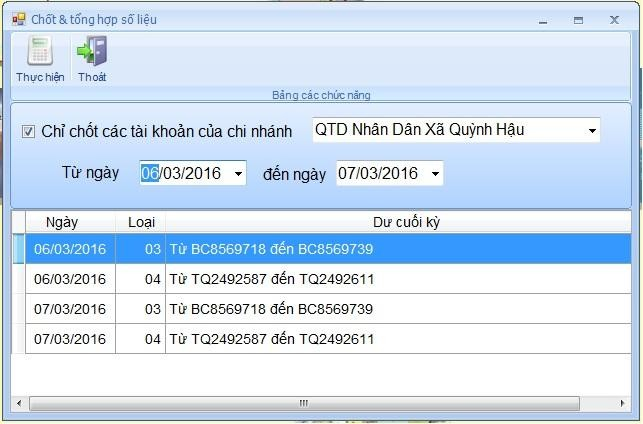 Chốt & tổng hợp số liệu
Thực hiện Thoát
Bảng các chức năng
Chỉ chốt các tài khoản của chi nhánh QTD Nhân Dân Xã Quỳnh Hậu
Từ ngày 06/03/2016 đến ngày 07/03/2016
Ngày Loại Dư cuối kỳ
06/03/2016 03 Từ BC8569718 đến BC8569739
06/03/2016 04 Từ TQ2492587 đến TQ2492611
07/03/2016 03 Từ BC8569718 đến BC8569739
07/03/2016 04 Từ TQ2492587 đến TQ2492611